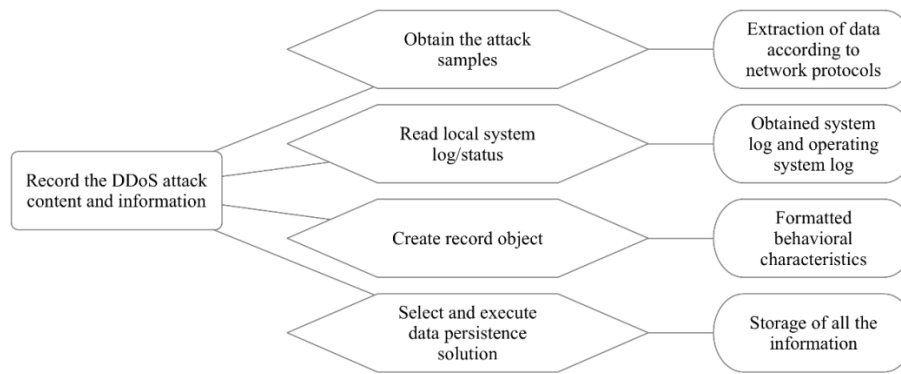 Obtain the attack
samples
Extraction of data
according to
network protocols
Read local system
log/status
Obtained system
log and operating
system log
Record the DDoS attack
content and information
Create record object
Formatted
behavioral
characteristics
Select and execute
data persistence
solution
Storage of all the
information